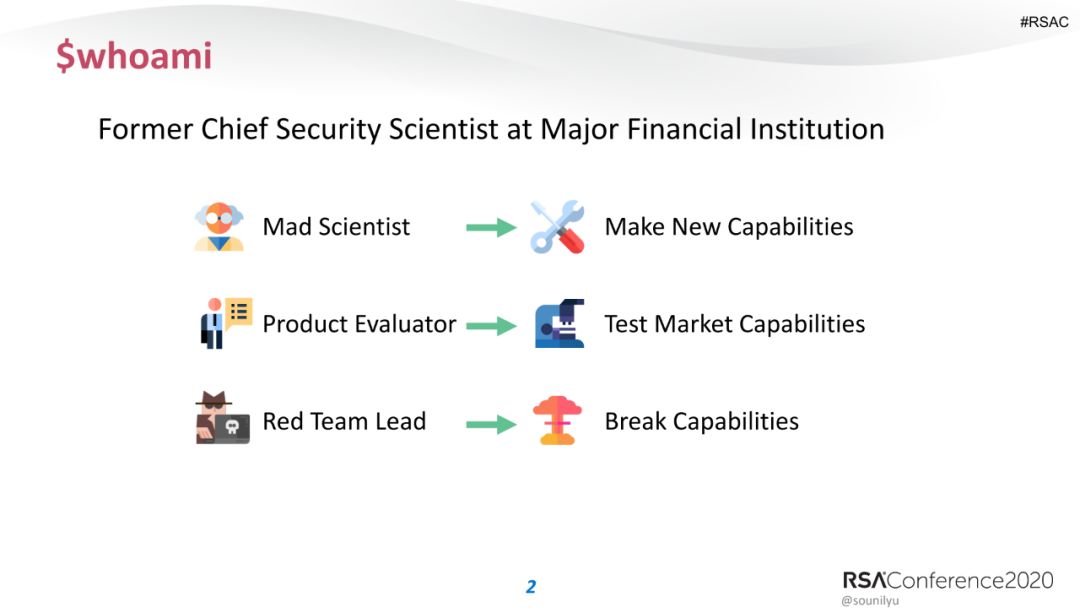 #RSAC
$whoami
Former Chief Security Scientist at Major Financial Institution
Mad Scientist
Make New Capabilities
Product Evaluator
Test Market Capabilities
Red Team Lead
Break Capabilities
2
RSAConference2020
@sounilyu